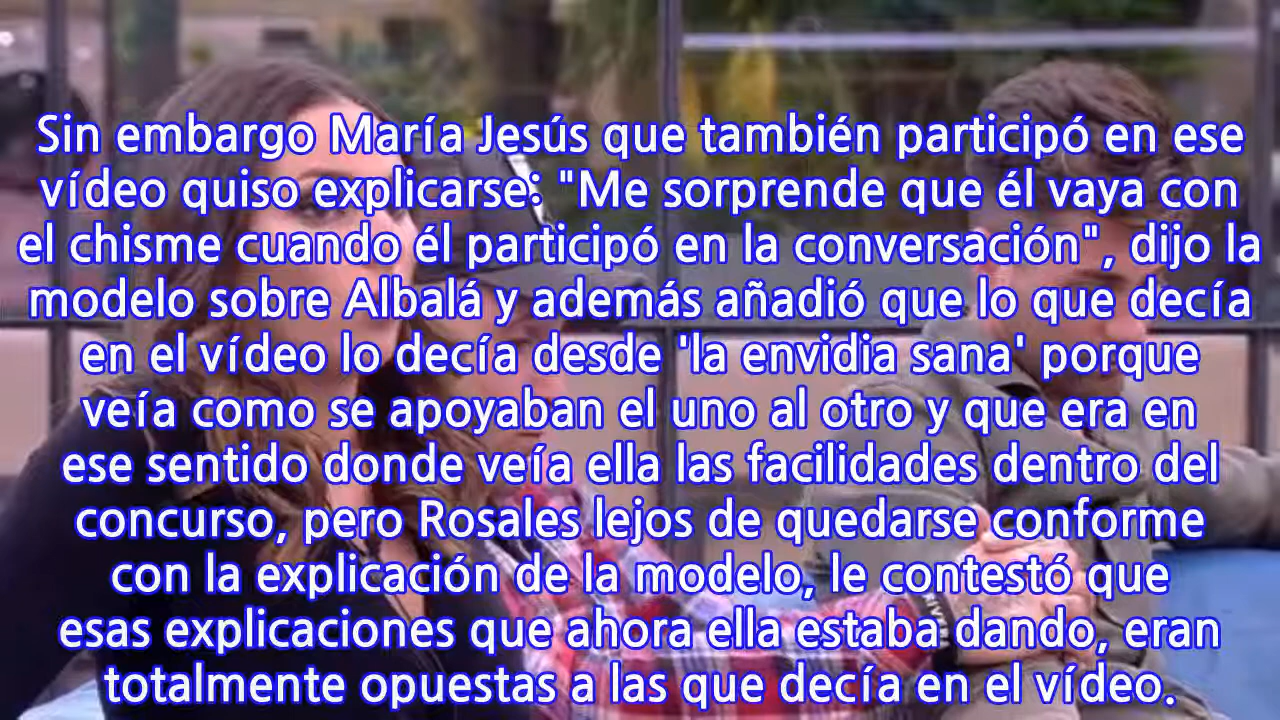 Sin embargo María Jesús que también participó en ese
vídeo quiso explicarse: "Me sorprende que él vaya con
el chisme cuando él participó en la conversación", dijo la
modelo sobre Albalá y además añadió que lo que decía
en el vídeo lo decía desde 'la envidia sana' porque
veía como se apoyaban el uno al otro y que era en
ese sentido donde veía ella las facilidades dentro del
concurso, pero Rosales lejos de quedarse conforme
con la explicación de la modelo, le contestó que
esas explicaciones que ahora ella estaba dando, eran
totalmente opuestas a las que decía en el vídeo.